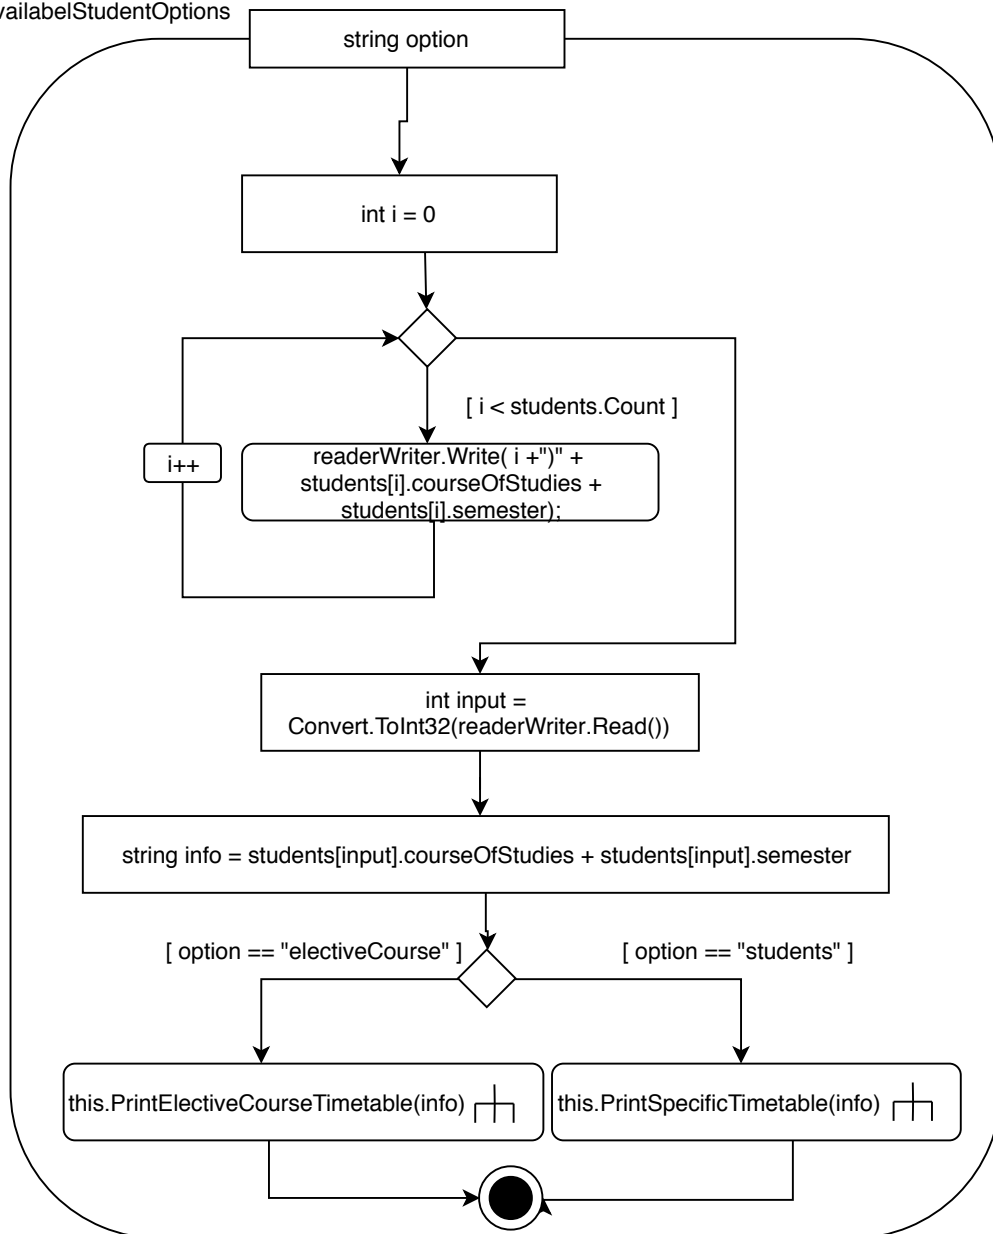 vailabelStudentOptions
string option
int i = 0
[ i < students.Count ]
i++
readerWriter.Write( i +")" +
students[i].courseOfStudies +
students[i].semester);
int input =
Convert.ToInt32(readerWriter.Read())
string info = students[input].courseOfStudies + students[input].semester
[ option == "electiveCourse" ]
[ option == "students" ]
this.PrintElectiveCourseTimetable(info)
this.PrintSpecificTimetable(info)